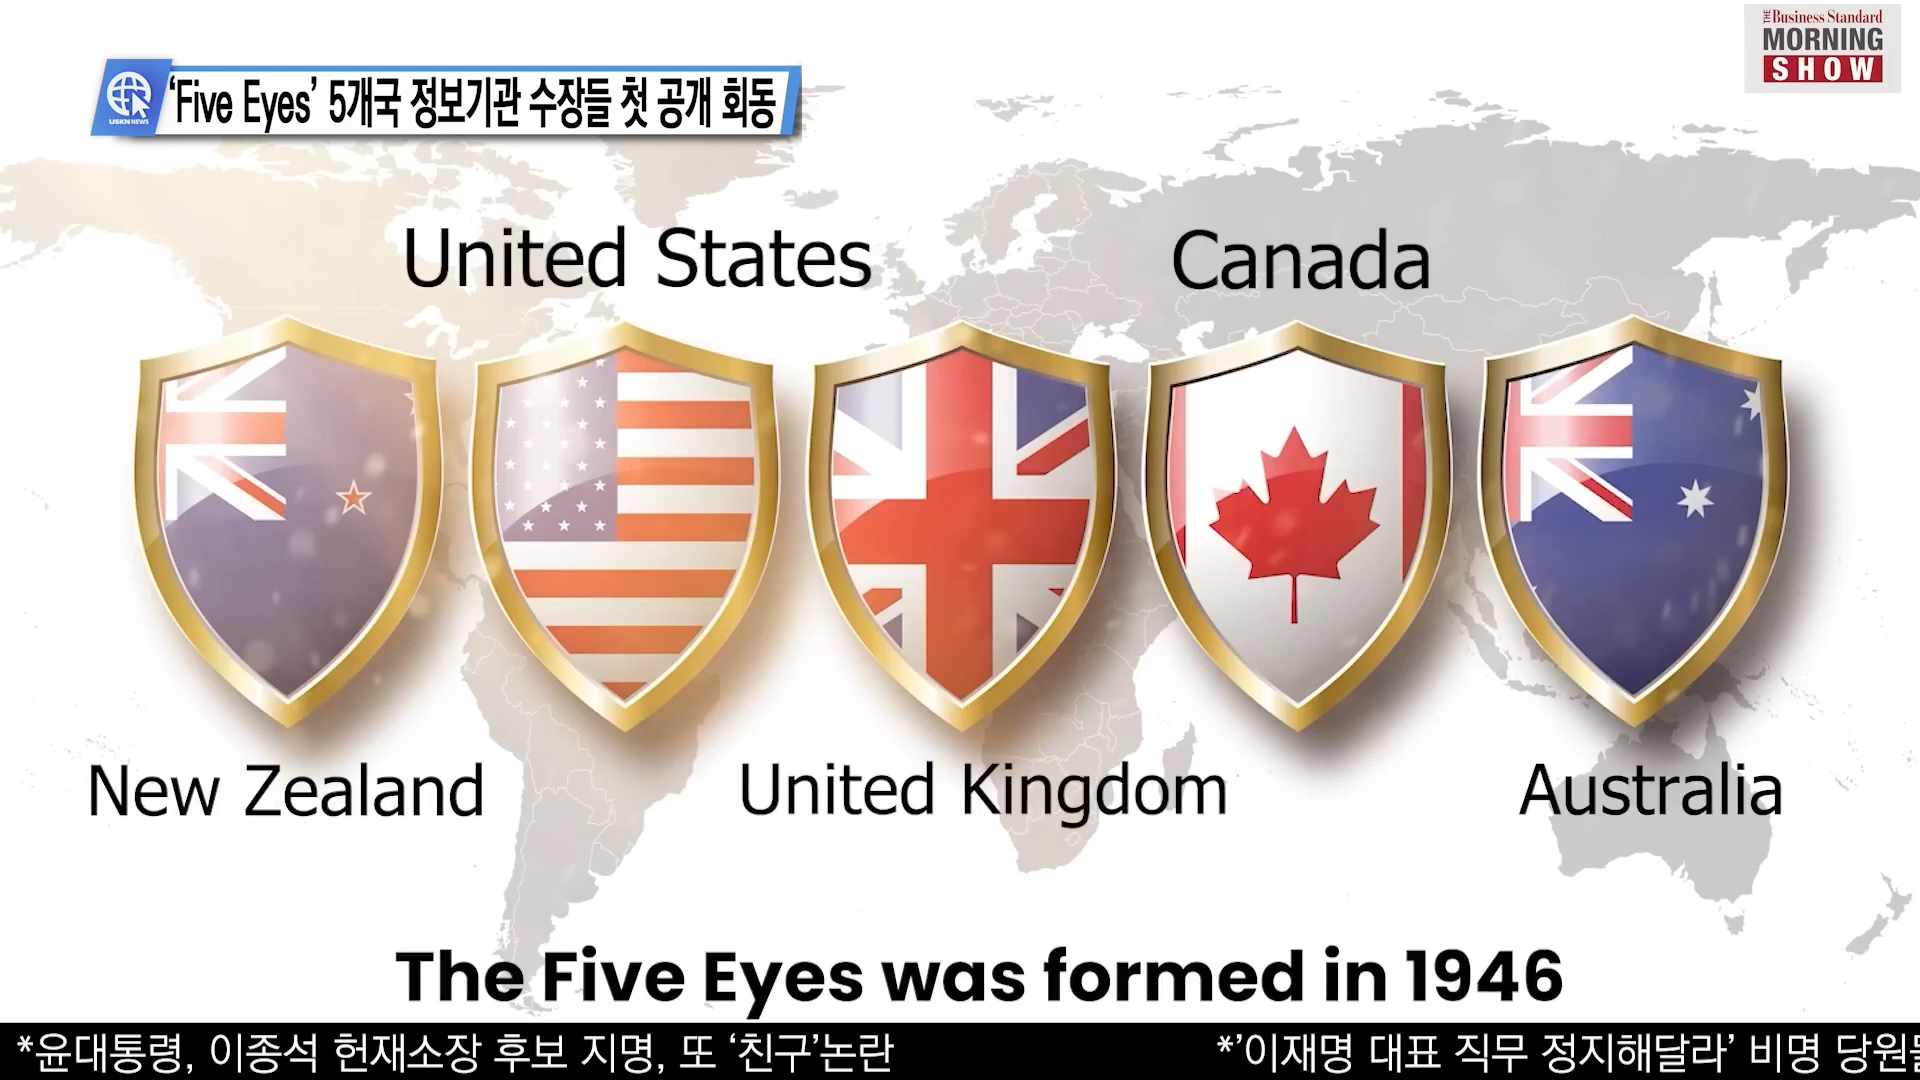 THE Business Standard
MORNING
SHOW
USKN NEWS
‘Five Eyes’ 5개국 정보기관 수장들 첫 공개 회동
United States
Canada
New Zealand
United Kingdom
Australia
The Five Eyes was formed in 1946
*윤대통령, 이종석 헌재소장 후보 지명, 또 ‘친구’논란
*’이재명 대표 직무 정지해달라’ 비명 당원